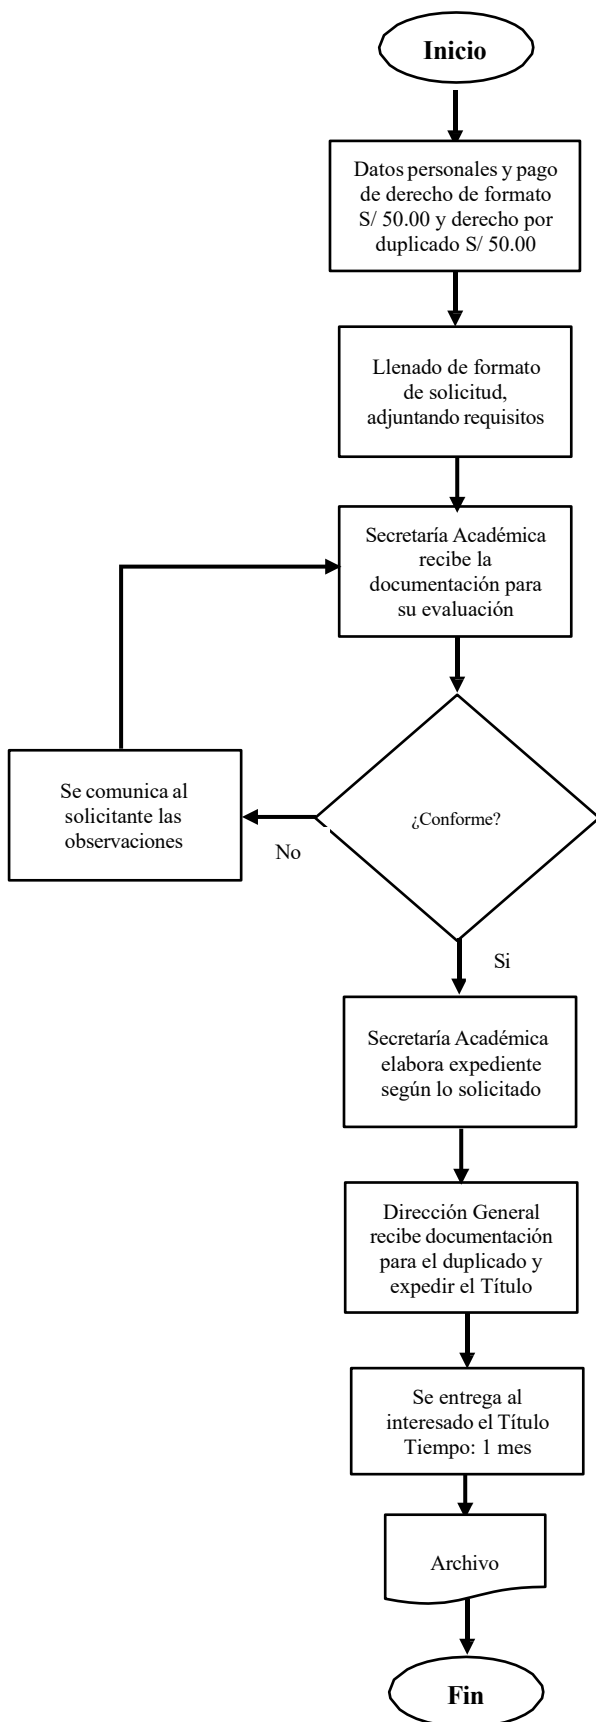 Inicio
Datos personales y pago
de derecho de formato
S/ 50.00 y derecho por
duplicado S/ 50.00
Llenado de formato
de solicitud,
adjuntando requisitos
Secretaría Académica
recibe la
documentación para
su evaluación
¿Conforme?
No
Se comunica al
solicitante las
observaciones
Si
Secretaría Académica
elabora expediente
según lo solicitado
Dirección General
recibe documentación
para el duplicado y
expedir el Título
Se entrega al
interesado el Título
Tiempo: 1 mes
Archivo
Fin